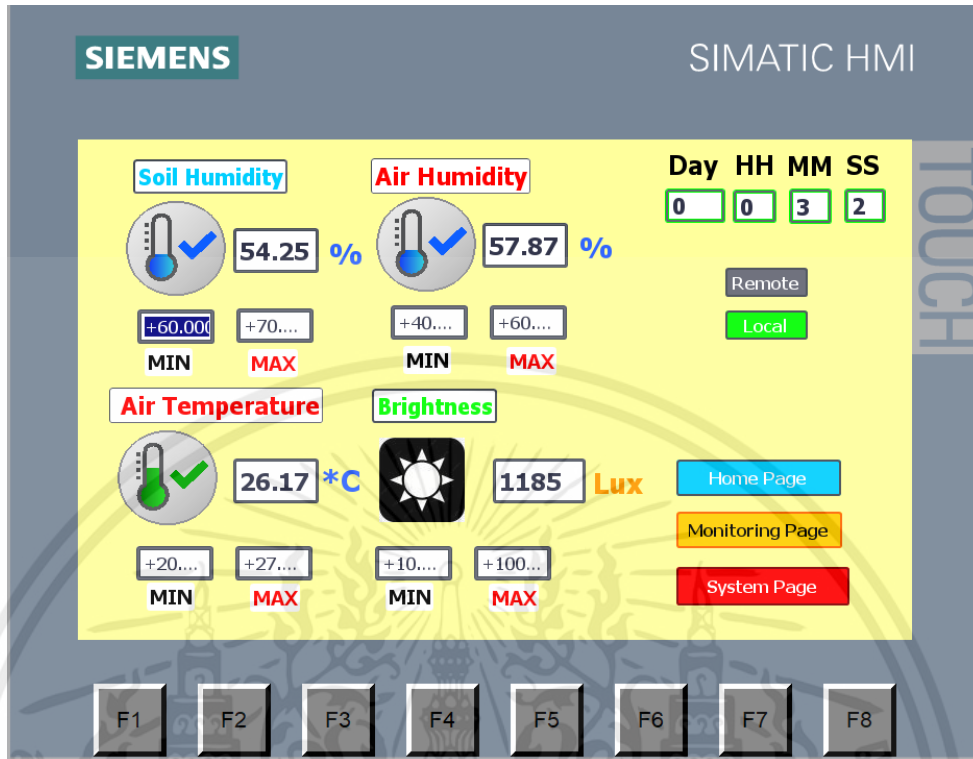 SIEMENS
SIMATIC HMI
TOUCH
Soil Humidity
Air Humidity
Day HH MM SS
0 0 3 2
54.25 %
57.87 %
Remote
Local
+60.000
+70....
+40....
+60....
MIN
MAX
MIN
MAX
Air Temperature
Brightness
26.17 *C
1185 Lux
Home Page
Monitoring Page
System Page
+20....
+27....
+10....
+100...
MIN
MAX
MIN
MAX
F1 F2 F3 F4 F5 F6 F7 F8